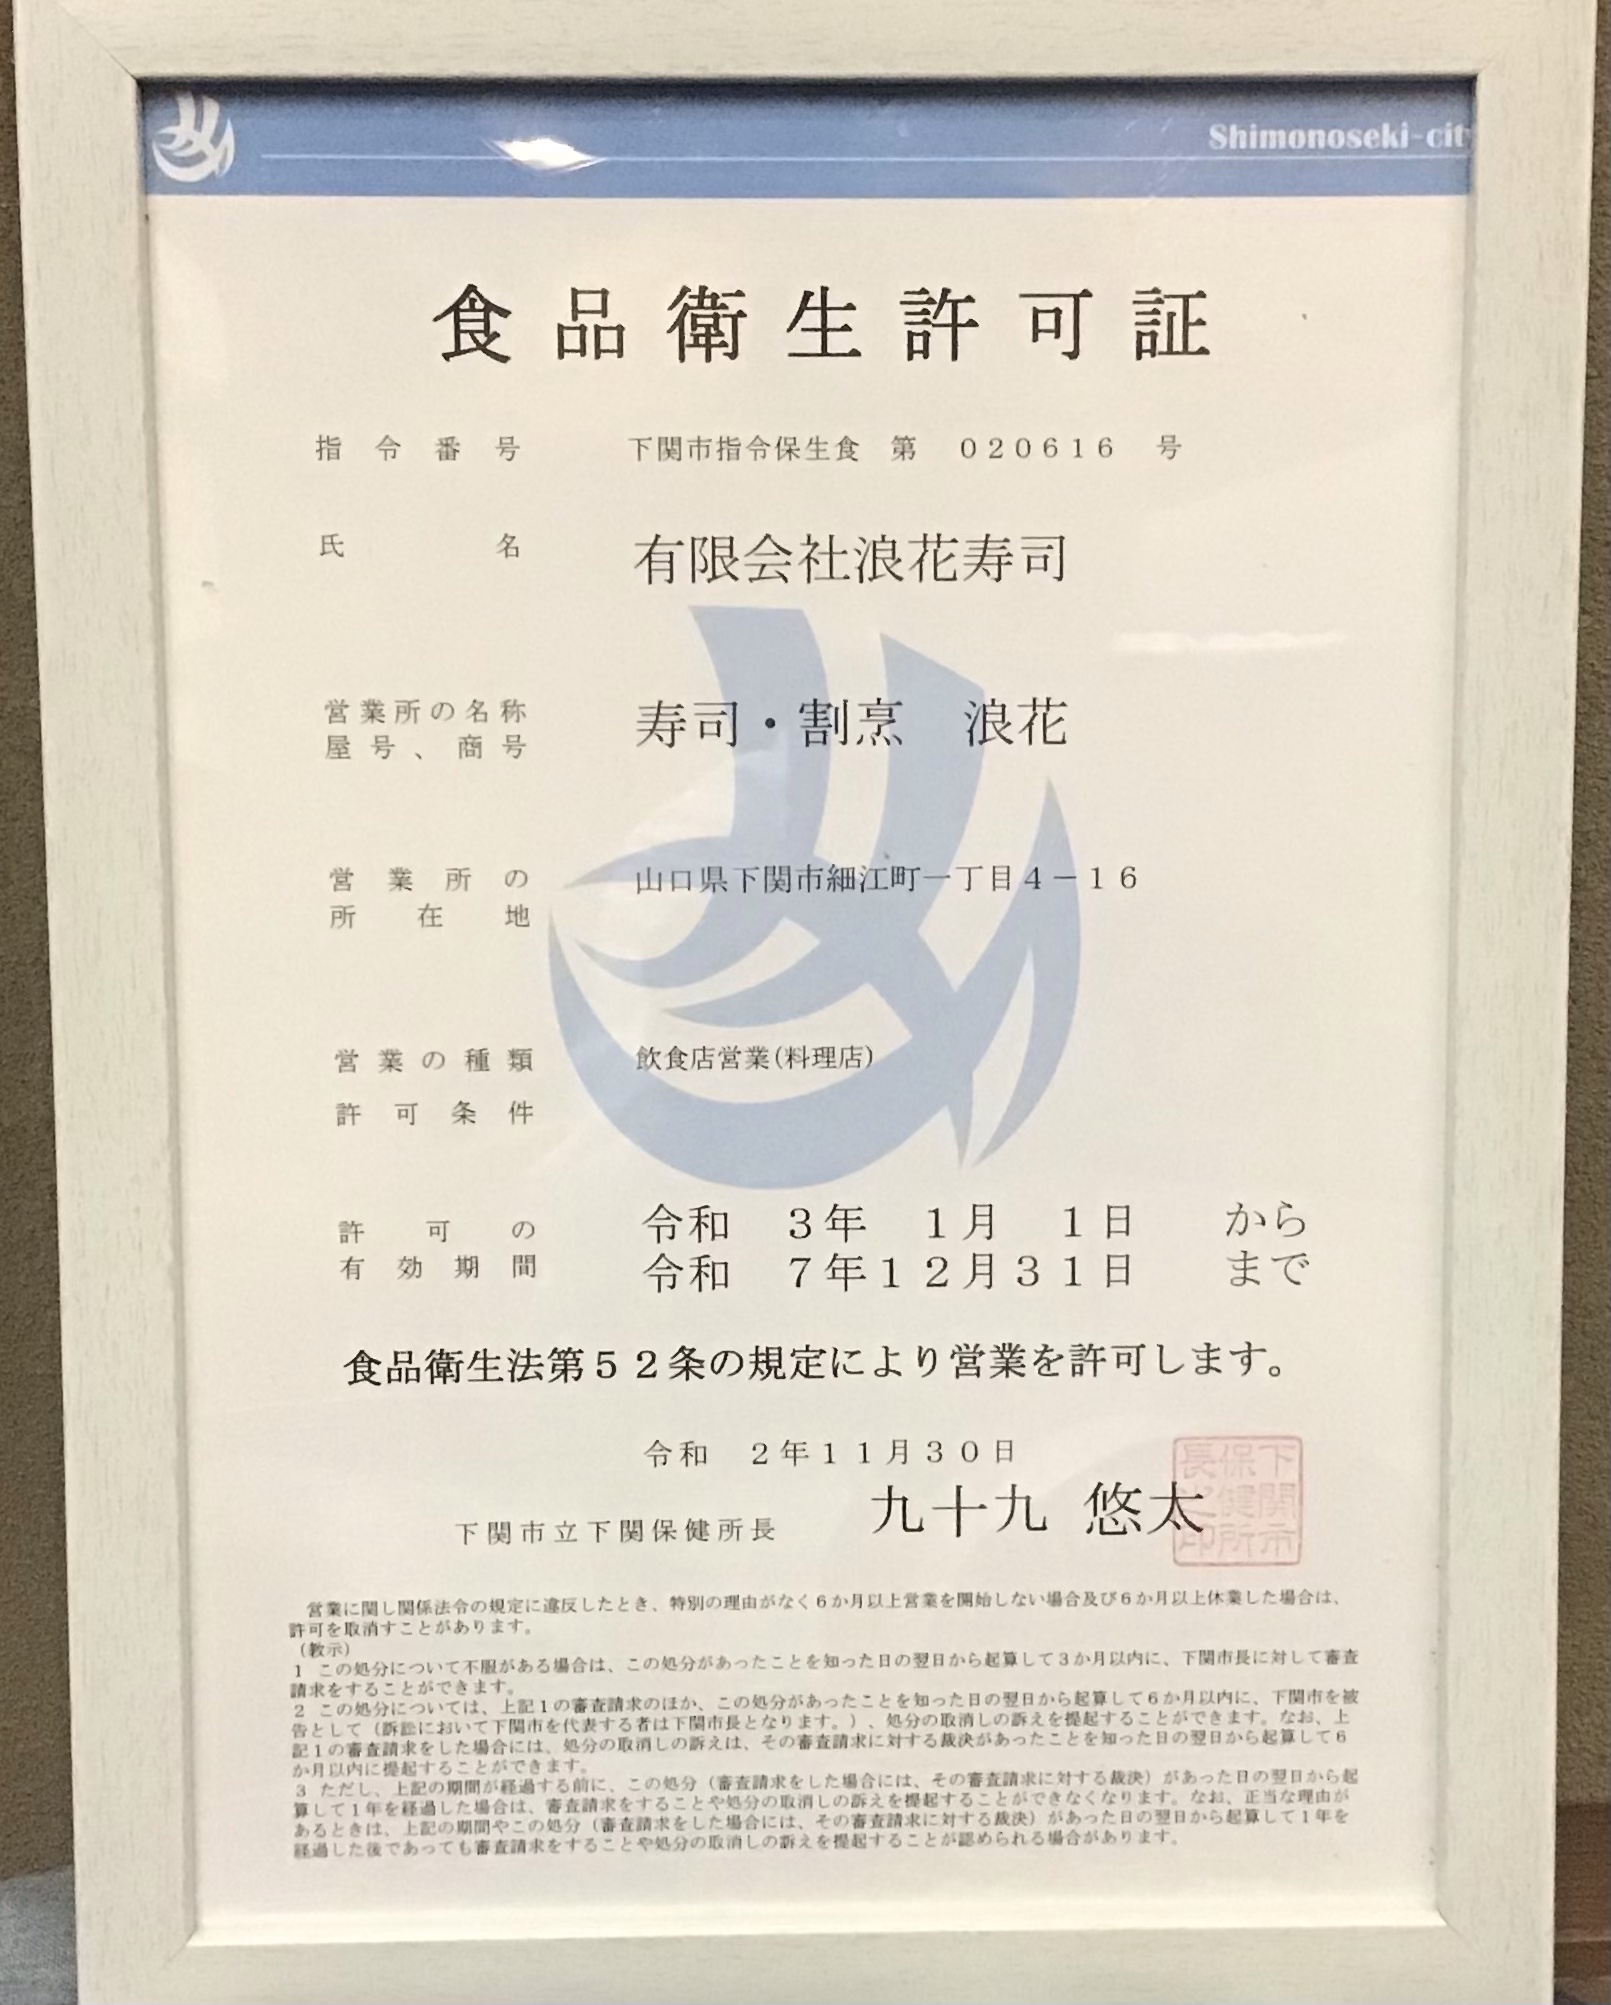 Shimonoseki-cit
食品衛生許可証
指令番号 下関市指令保生食 第 020616 号
氏名 有限会社浪花寿司
営業所の名称
屋号、商号 寿司・割烹 浪花
営業所の 山口県下関市細江町一丁目4-16
所在地
営業の種類 飲食店営業(料理店)
許可条件
許可の 令和 3年 1月 1日 から
有効期間 令和 7年12月31日 まで
食品衛生法第52条の規定により営業を許可します。
令和 2年11月30日
下関市立下関保健所長 九十九 悠太
下関市
保健所
長之印
営業に関し関係法令の規定に違反したとき、特別の理由がなく6か月以上営業を開始しない場合及び6か月以上休業した場合は、
許可を取消すことがあります。
(教示)
1 この処分について不服がある場合は、この処分があったことを知った日の翌日から起算して3か月以内に、下関市長に対して審査
請求をすることができます。
2 この処分については、上記1の審査請求のほか、この処分があったことを知った日の翌日から起算して6か月以内に、下関市を被
告として(訴訟において下関市を代表する者は下関市長となります。)、処分の取消しの訴えを提起することができます。なお、上
記1の審査請求をした場合には、処分の取消しの訴えは、その審査請求に対する裁決があったことを知った日の翌日から起算して6
か月以内に提起することができます。
3 ただし、上記の期間が経過する前に、この処分(審査請求をした場合には、その審査請求に対する裁決)があった日の翌日から起
算して1年を経過した場合は、審査請求をすることや処分の取消しの訴えを提起することができなくなります。なお、正当な理由が
あるときは、上記の期間やこの処分(審査請求をした場合には、その審査請求に対する裁決)があった日の翌日から起算して1年を
経過した後であっても審査請求をすることや処分の取消しの訴えを提起することが認められる場合があります。